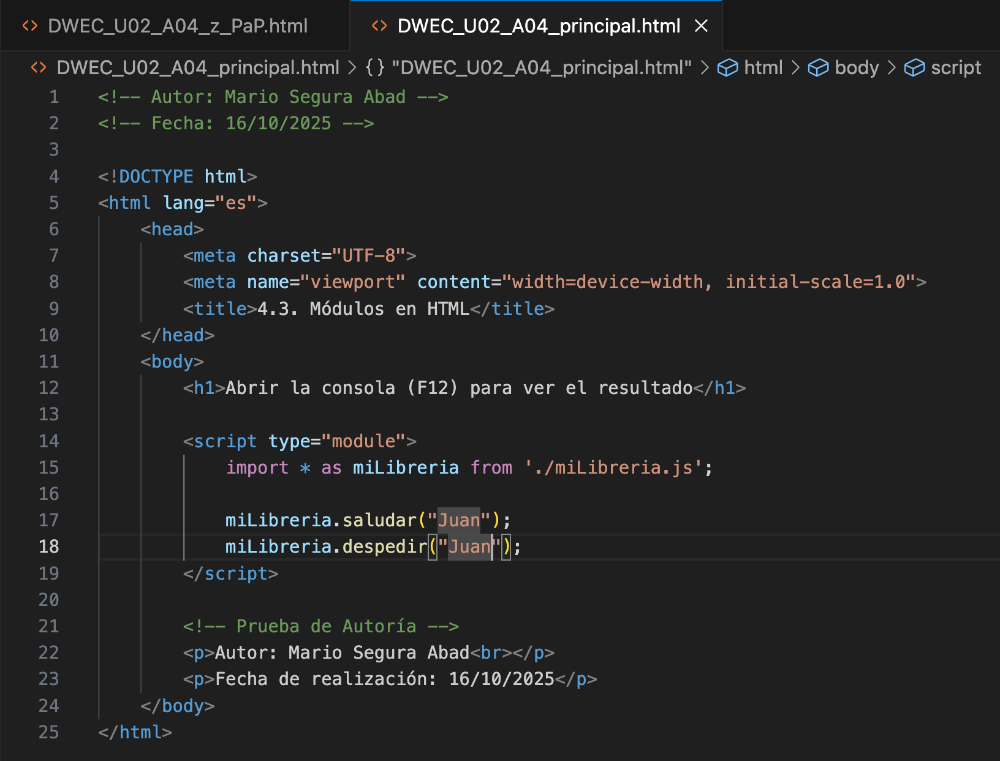 DWEC_U02_A04_z_PaP.html DWEC_U02_A04_principal.html
DWEC_U02_A04_principal.html > {} "DWEC_U02_A04_principal.html" > html > body > script
1 <!-- Autor: Mario Segura Abad -->
2 <!-- Fecha: 16/10/2025 -->
3
4 <!DOCTYPE html>
5 <html lang="es">
6 <head>
7 <meta charset="UTF-8">
8 <meta name="viewport" content="width=device-width, initial-scale=1.0">
9 <title>4.3. Módulos en HTML</title>
10 </head>
11 <body>
12 <h1>Abrir la consola (F12) para ver el resultado</h1>
13
14 <script type="module">
15 import * as miLibreria from './miLibreria.js';
16
17 miLibreria.saludar("Juan");
18 miLibreria.despedir("Juan");
19 </script>
20
21 <!-- Prueba de Autoría -->
22 <p>Autor: Mario Segura Abad<br></p>
23 <p>Fecha de realización: 16/10/2025</p>
24 </body>
25 </html>